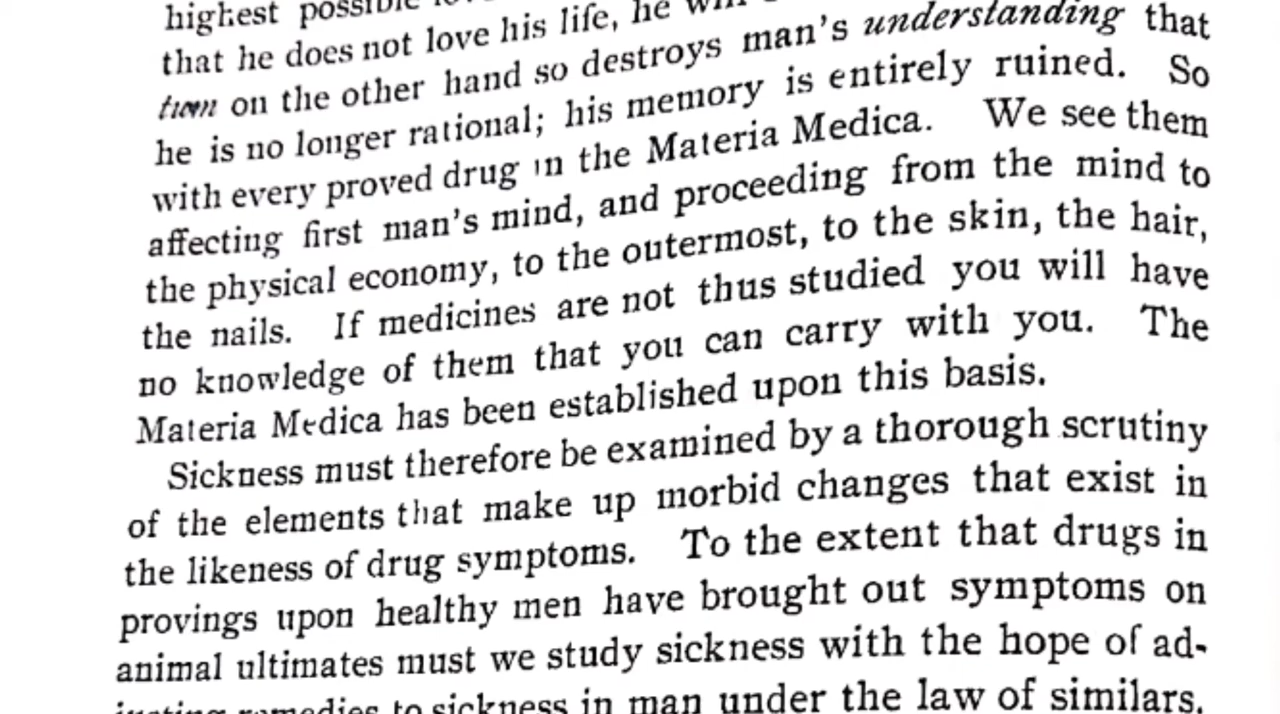 highest possible
that he does not love his life, he will
on the other hand so destroys man's understanding that
he is no longer rational; his memory is entirely ruined. So
with every proved drug in the Materia Medica. We see them
affecting first man's mind, and proceeding from the mind to
the physical economy, to the outermost, to the skin, the hair,
the nails. If medicines are not thus studied you will have
no knowledge of them that you can carry with you. The
Materia Medica has been established upon this basis.
Sickness must therefore be examined by a thorough scrutiny
of the elements that make up morbid changes that exist in
the likeness of drug symptoms. To the extent that drugs in
provings upon healthy men have brought out symptoms on
animal ultimates must we study sickness with the hope of ad-
justing remedies to sickness in man under the law of similars.